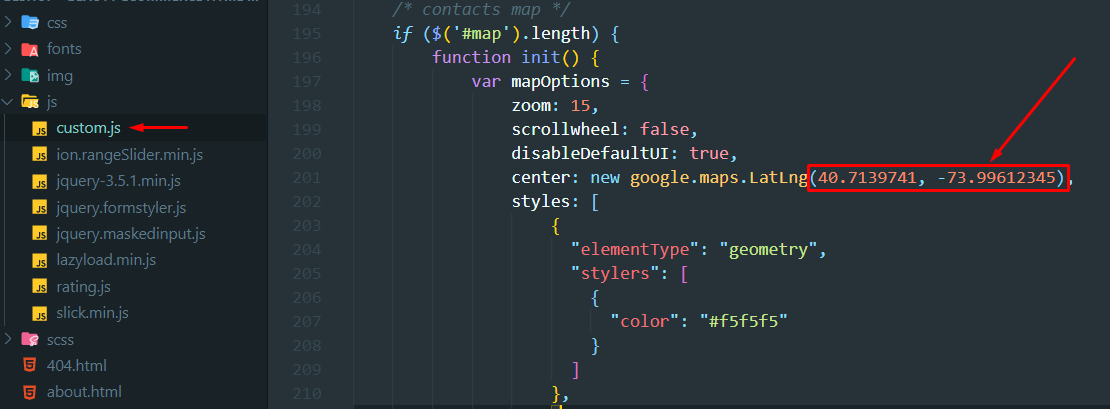 css
fonts
img
js
custom.js
ion.rangeSlider.min.js
jquery-3.5.1.min.js
jquery.formstyler.js
jquery.maskedinput.js
lazyload.min.js
rating.js
slick.min.js
scss
404.html
about.html
194 /* contacts map */
195 if ($('#map').length) {
196 function init() {
197 var mapOptions = {
198 zoom: 15,
199 scrollwheel: false,
200 disableDefaultUI: true,
201 center: new google.maps.LatLng(40.7139741, -73.99612345),
202 styles: [
203 {
204 "elementType": "geometry",
205 "stylers": [
206 {
207 "color": "#f5f5f5"
208 }
209 ]
210 },